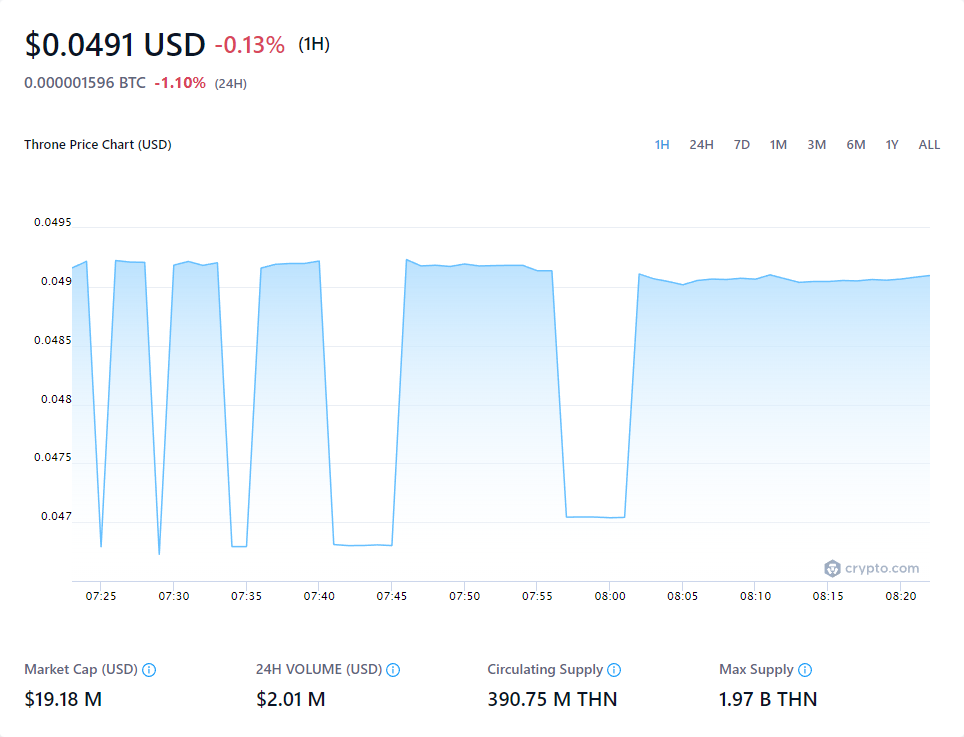 $0.0491 USD -0.13% (1H)
0.000001596 BTC -1.10% (24H)
Throne Price Chart (USD) 1H 24H 7D 1M 3M 6M 1Y ALL
0.0495
0.049
0.0485
0.048
0.0475
0.047
crypto.com
07:25 07:30 07:35 07:40 07:45 07:50 07:55 08:00 08:05 08:10 08:15 08:20
Market Cap (USD) 24H VOLUME (USD) Circulating Supply Max Supply
$19.18 M $2.01 M 390.75 M THN 1.97 B THN